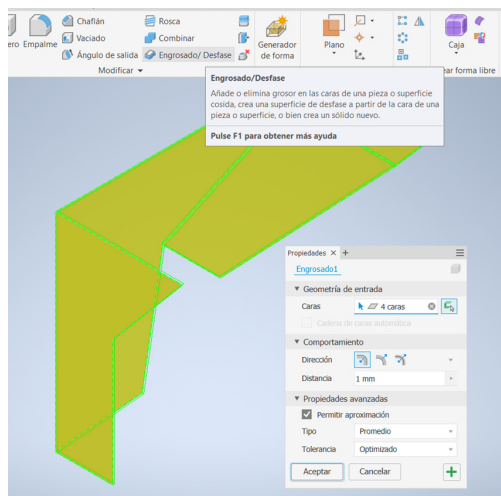 Chaflán
Rosca
Empalme
Vaciado
Combinar
Ángulo de salida
Engrosado/ Desfase
Generador
de forma
Plano
Caja
Modificar
ear forma libre
Engrosado/Desfase
Añade o elimina grosor en las caras de una pieza o superficie
cosida, crea una superficie de desfase a partir de la cara de una
pieza o superficie, o bien crea un sólido nuevo.
Pulse F1 para obtener más ayuda
Propiedades × +
Engrosado1
Geometría de entrada
Caras 4 caras
Cadena de caras automática
Comportamiento
Dirección
Distancia 1 mm
Propiedades avanzadas
Permitir aproximación
Tipo Promedio
Tolerancia Optimizado
Aceptar Cancelar